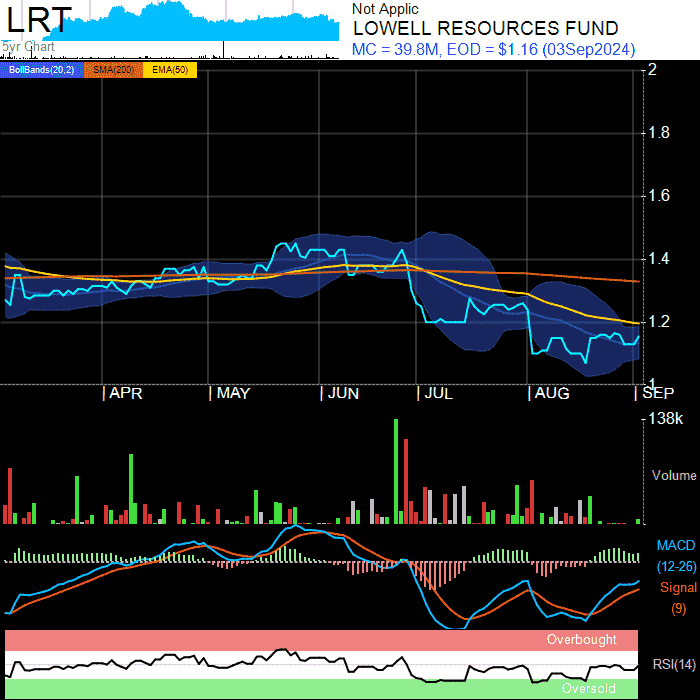 LRT
Not Applic
LOWELL RESOURCES FUND
5yr Chart
MC = 39.8M, EOD = $1.16 (03Sep2024)
BollBands(20,2) SMA(200) EMA(50)
2
1.8
1.6
1.4
1.2
1
APR MAY JUN JUL AUG SEP
138k
Volume
MACD
(12-26)
Signal
(9)
Overbought
RSI(14)
Oversold